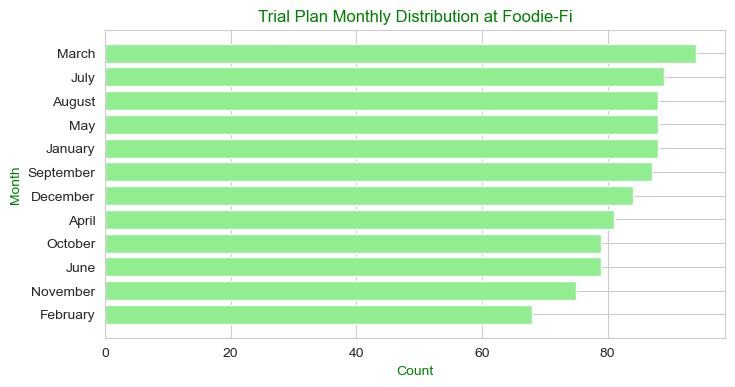 Trial Plan Monthly Distribution at Foodie-Fi
March
July
August
May
January
September
December
April
October
June
November
February
Month
0 20 40 60 80
Count